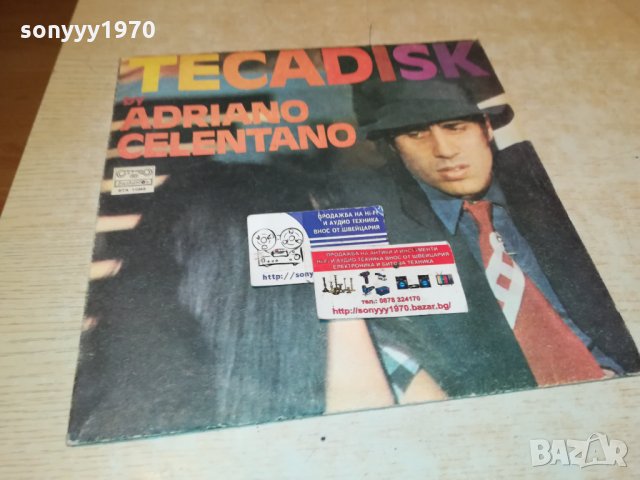 sonyyy1970
TECADISK
BY
ADRIANO
CELENTANO
ПРОДАЖБА НА Hi-Fi
И АУДИО ТЕХНИКА
ВНОС ОТ ШВЕЙЦАРИЯ
http://sony
ПРОДАЖБА НА АНТИКИ И ИНСТРУМЕНТИ
Hi-Fi И АУДИО ТЕХНИКА ВНОС ОТ ШВЕЙЦАРИЯ
ЕЛЕКТРОНИКА И БИТОВА ТЕХНИКА
тел.: 0878 324170
http://sonyyy1970.bazar.bg/
sonyyy1970
BAZAR